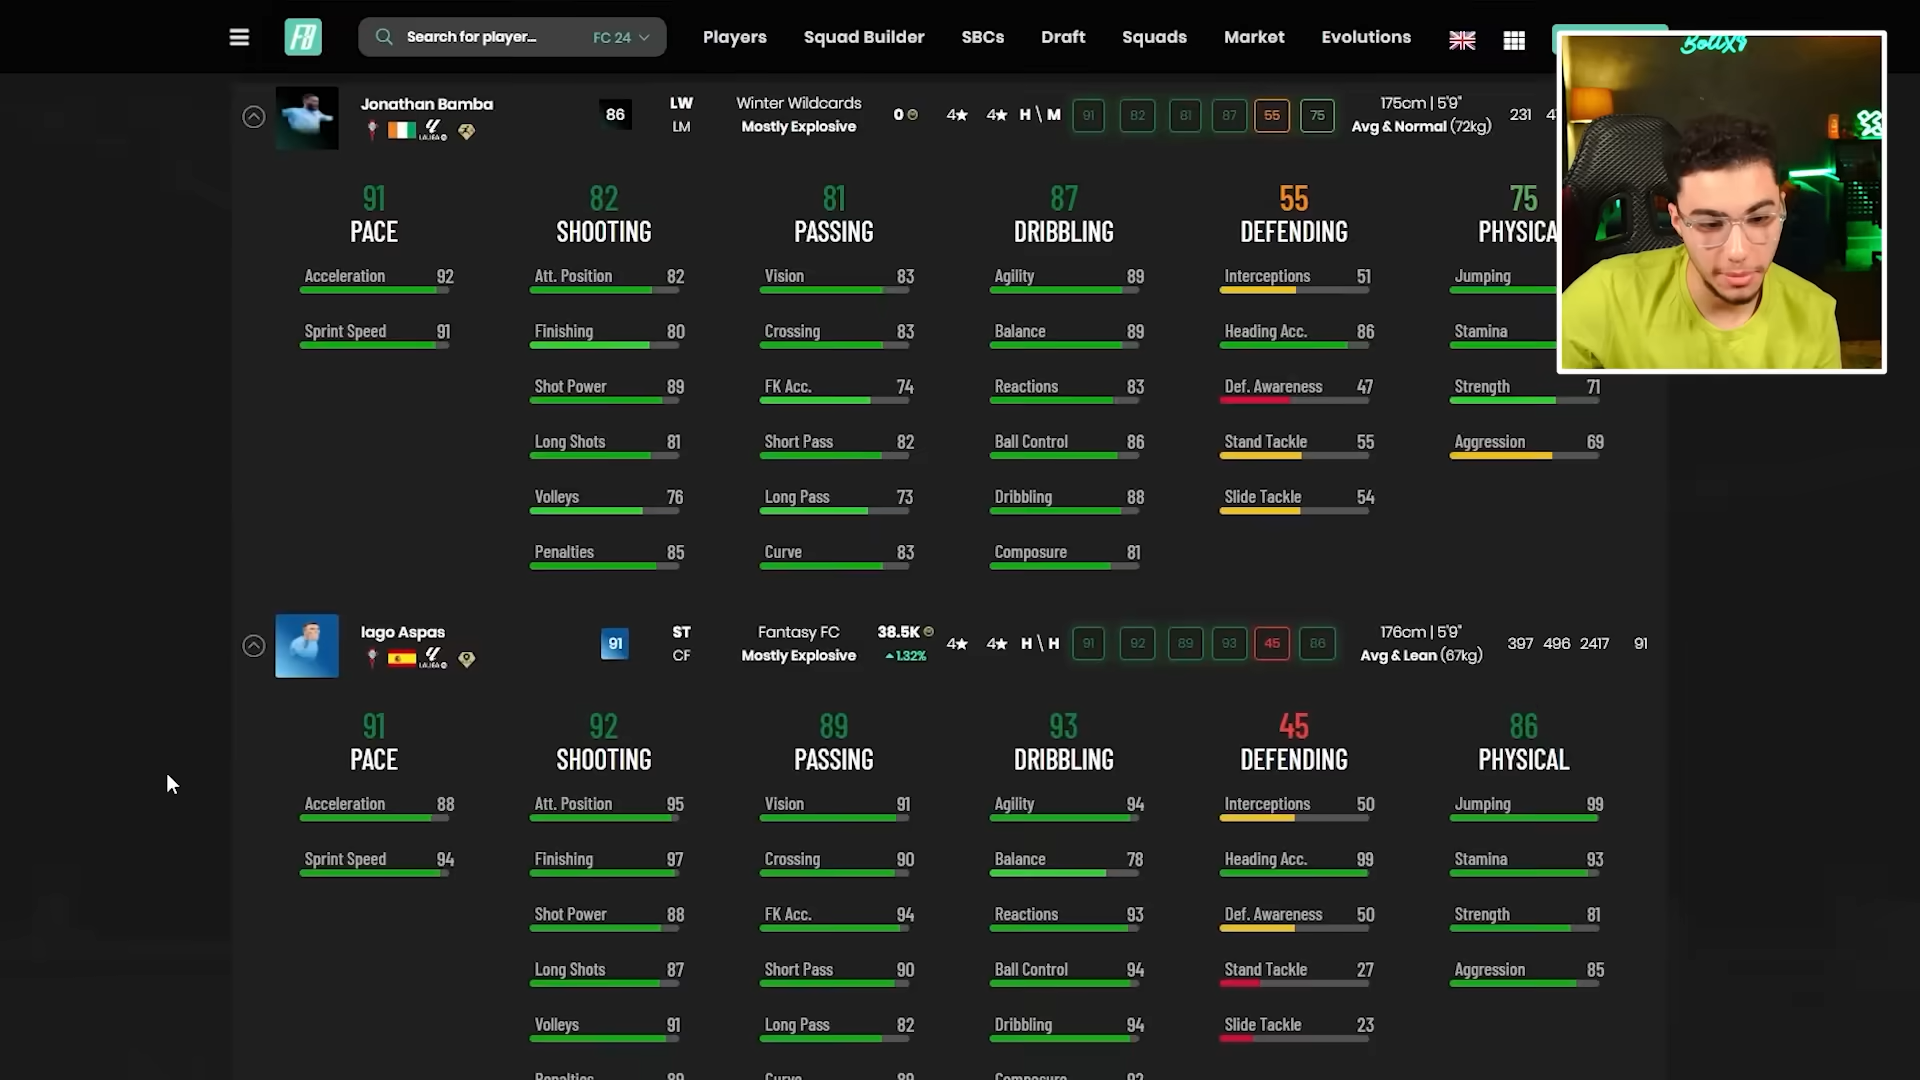 Search for player... FC 24 Players Squad Builder SBCs Draft Squads Market Evolutions
BollX8
Jonathan Bamba 86 LW Winter Wildcards 0 4★ 4★ H \ M 91 82 81 87 55 75 175cm | 5'9" 231
LM Mostly Explosive Avg & Normal (72kg)
91 82 81 87 55 75
PACE SHOOTING PASSING DRIBBLING DEFENDING PHYSICA
Acceleration 92 Att. Position 82 Vision 83 Agility 89 Interceptions 51 Jumping
Sprint Speed 91 Finishing 80 Crossing 83 Balance 89 Heading Acc. 86 Stamina
Shot Power 89 FK Acc. 74 Reactions 83 Def. Awareness 47 Strength 71
Long Shots 81 Short Pass 82 Ball Control 86 Stand Tackle 55 Aggression 69
Volleys 76 Long Pass 73 Dribbling 88 Slide Tackle 54
Penalties 85 Curve 83 Composure 81
Iago Aspas 91 ST Fantasy FC 38.5K 4★ 4★ H \ H 91 92 89 93 45 86 176cm | 5'9" 397 496 2417 91
CF Mostly Explosive 1.32% Avg & Lean (67kg)
91 92 89 93 45 86
PACE SHOOTING PASSING DRIBBLING DEFENDING PHYSICAL
Acceleration 88 Att. Position 95 Vision 91 Agility 94 Interceptions 50 Jumping 99
Sprint Speed 94 Finishing 97 Crossing 90 Balance 78 Heading Acc. 99 Stamina 93
Shot Power 88 FK Acc. 94 Reactions 93 Def. Awareness 50 Strength 81
Long Shots 87 Short Pass 90 Ball Control 94 Stand Tackle 27 Aggression 85
Volleys 91 Long Pass 82 Dribbling 94 Slide Tackle 23
Penalties 89 Curve 89 Composure 92